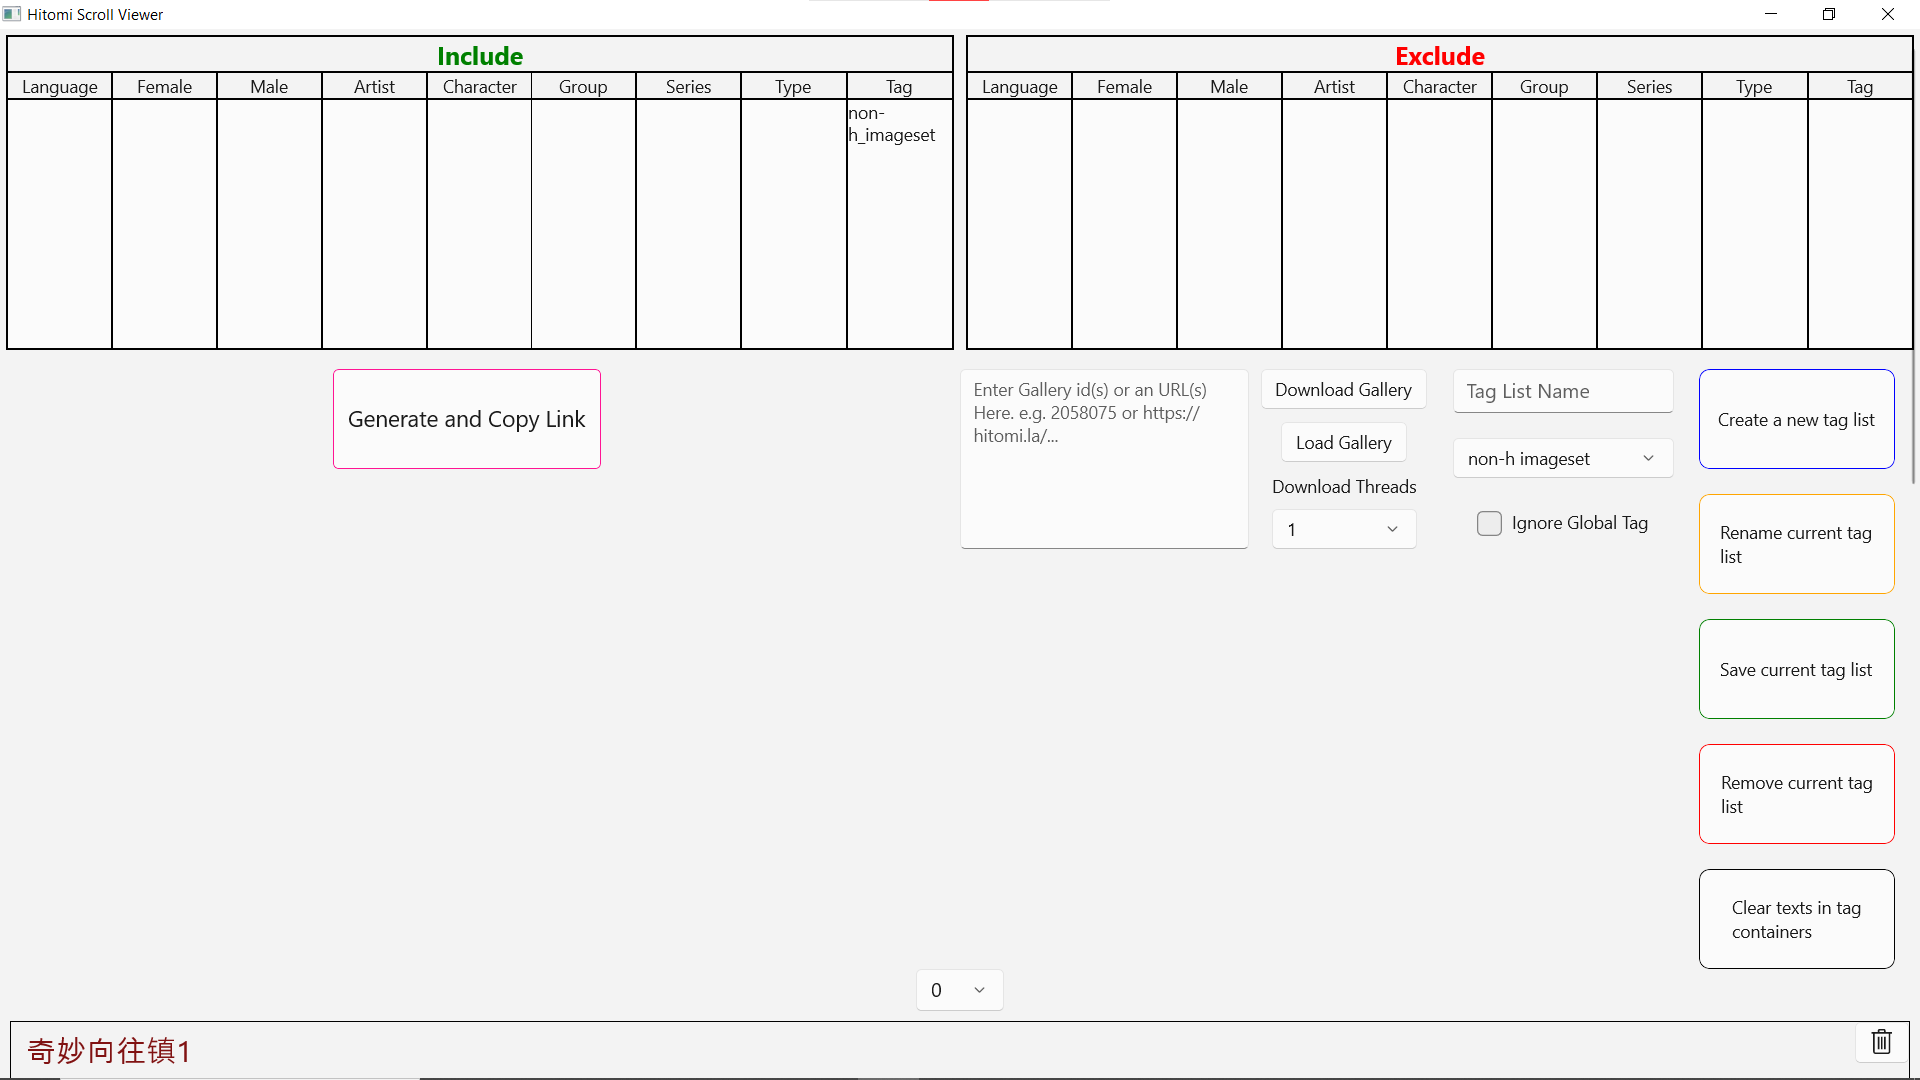 Hitomi Scroll Viewer
Include
Language Female Male Artist Character Group Series Type Tag
non-
h_imageset
Exclude
Language Female Male Artist Character Group Series Type Tag
Generate and Copy Link
Enter Gallery id(s) or an URL(s)
Here. e.g. 2058075 or https://
hitomi.la/...
Download Gallery
Load Gallery
Download Threads
1
Tag List Name
non-h imageset
Ignore Global Tag
Create a new tag list
Rename current tag
list
Save current tag list
Remove current tag
list
Clear texts in tag
containers
0
奇妙向往镇1